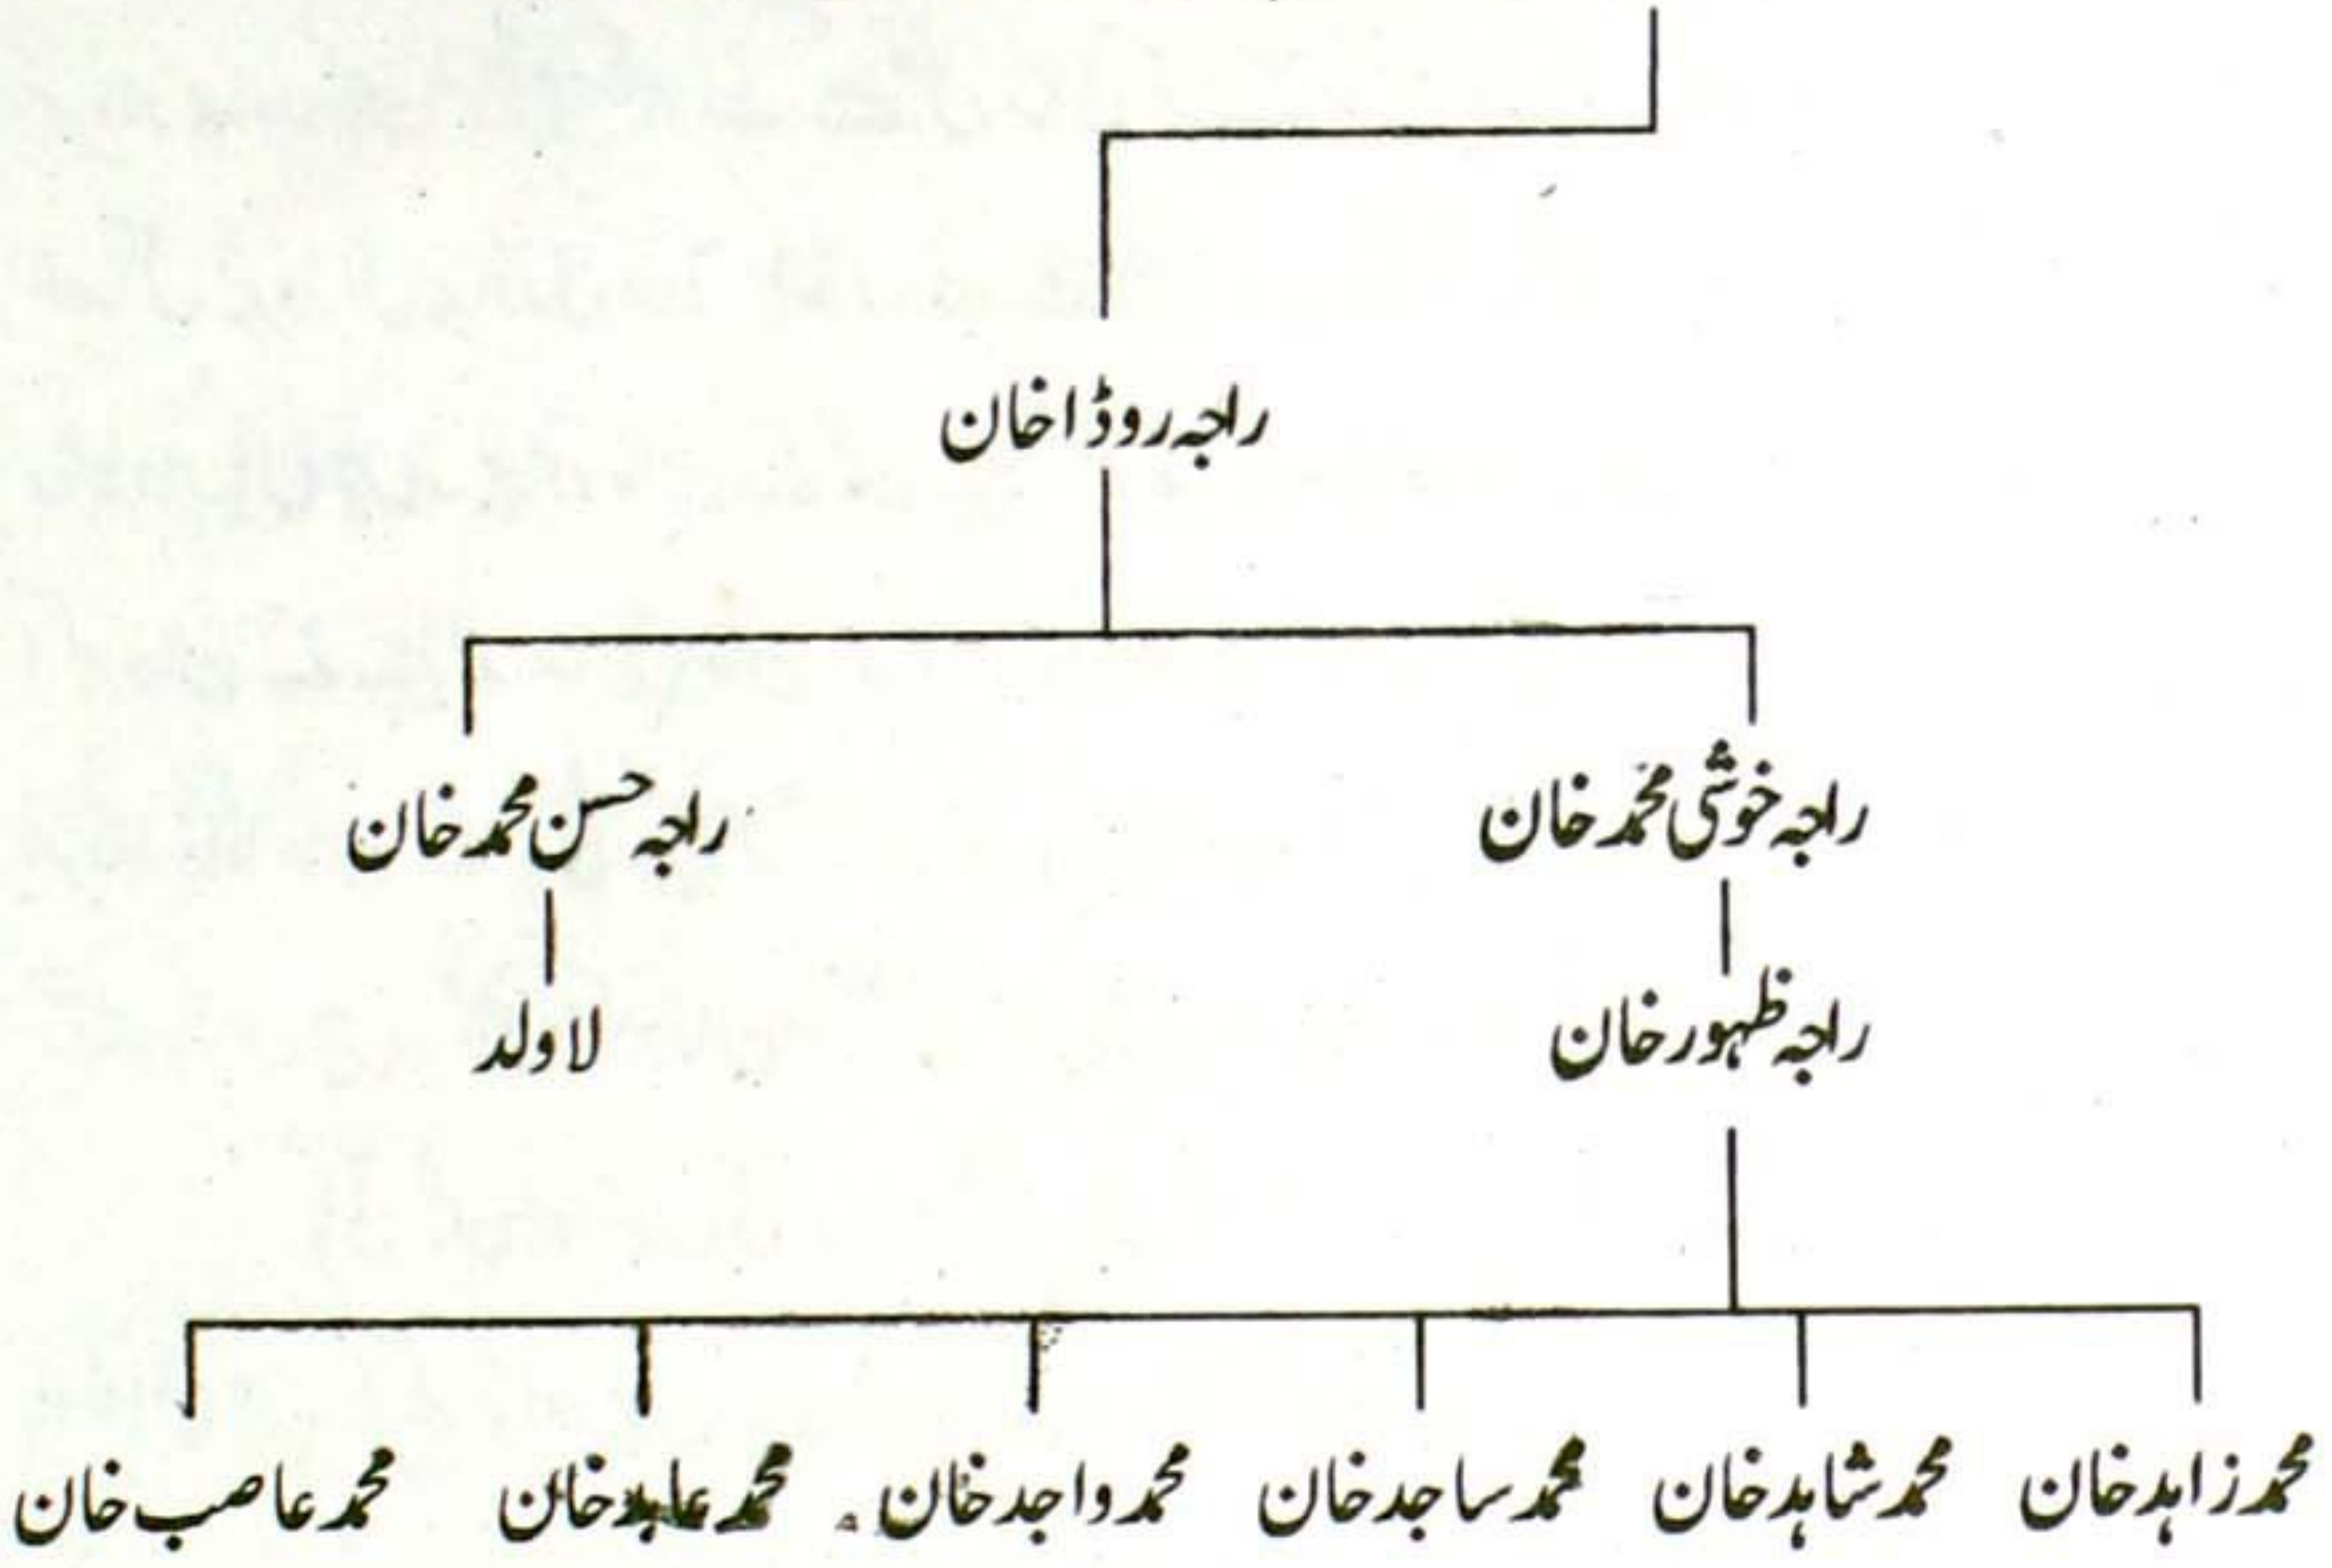 راجہ روڈا خان
راجہ خوشی محمد خان راجہ حسن محمد خان
راجہ ظہور خان لاولد
محمد زاہد خان محمد شاہد خان محمد ساجد خان محمد واجد خان محمد عابد خان محمد عاصب خان